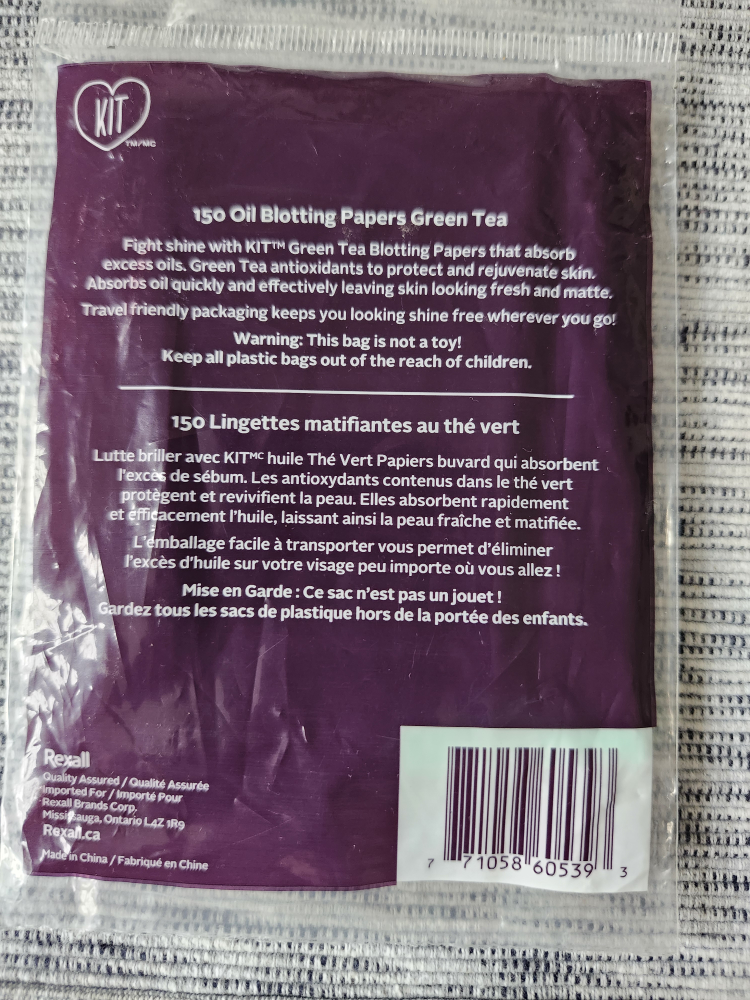 KIT
TM/MC
150 Oil Blotting Papers Green Tea
Fight shine with KIT™ Green Tea Blotting Papers that absorb
excess oils. Green Tea antioxidants to protect and rejuvenate skin.
Absorbs oil quickly and effectively leaving skin looking fresh and matte.
Travel friendly packaging keeps you looking shine free wherever you go!
Warning: This bag is not a toy!
Keep all plastic bags out of the reach of children.
150 Lingettes matifiantes au thé vert
Lutte briller avec KITᴹᶜ huile Thé Vert Papiers buvard qui absorbent
l'excès de sébum. Les antioxydants contenus dans le thé vert
protègent et revivifient la peau. Elles absorbent rapidement
et efficacement l'huile, laissant ainsi la peau fraîche et matifiée.
L'emballage facile à transporter vous permet d'éliminer
l'excès d'huile sur votre visage peu importe où vous allez !
Mise en Garde : Ce sac n'est pas un jouet !
Gardez tous les sacs de plastique hors de la portée des enfants.
Rexall
Quality Assured / Qualité Assurée
Imported For / Importé Pour
Rexall Brands Corp.
Mississauga, Ontario L4Z 1R9
Rexall.ca
Made in China / Fabriqué en Chine
7 71058 60539 3